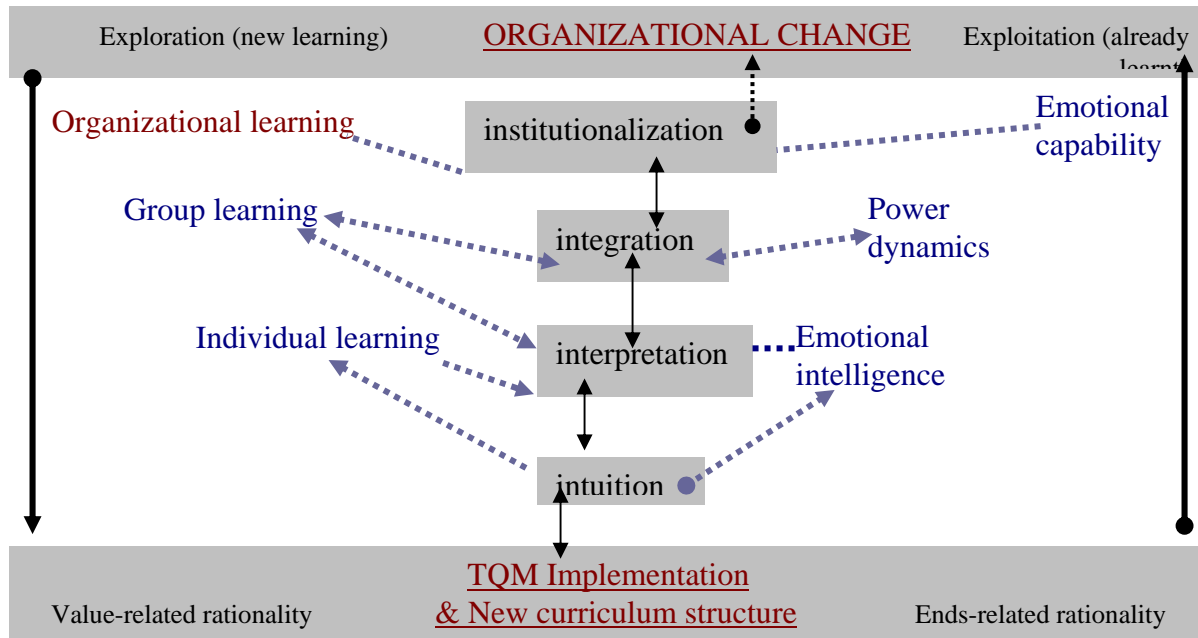 Exploration (new learning)
ORGANIZATIONAL CHANGE
Exploitation (already
Organizational learning
institutionalization
Emotional
capability
Group learning
integration
Power
dynamics
Individual learning
interpretation
Emotional
intelligence
intuition
TQM Implementation
& New curriculum structure
Value-related rationality
Ends-related rationality